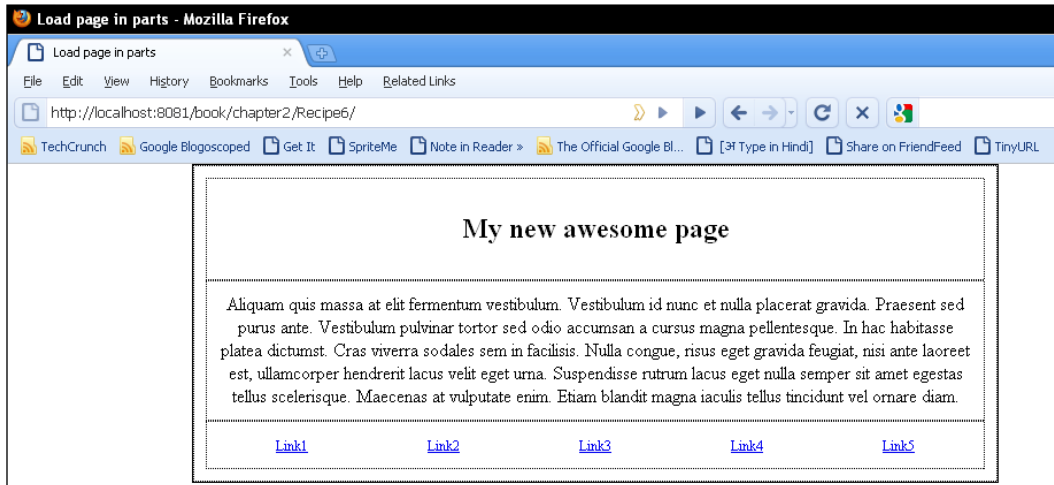 Load page in parts - Mozilla Firefox
Load page in parts
File Edit View History Bookmarks Tools Help Related Links
http://localhost:8081/book/chapter2/Recipe6/
TechCrunch Google Blogoscoped Get It SpriteMe Note in Reader » The Official Google Bl... [अ Type in Hindi] Share on FriendFeed TinyURL
My new awesome page
Aliquam quis massa at elit fermentum vestibulum. Vestibulum id nunc et nulla placerat gravida. Praesent sed
purus ante. Vestibulum pulvinar tortor sed odio accumsan a cursus magna pellentesque. In hac habitasse
platea dictumst. Cras viverra sodales sem in facilisis. Nulla congue, risus eget gravida feugiat, nisi ante laoreet
est, ullamcorper hendrerit lacus velit eget urna. Suspendisse rutrum lacus eget nulla semper sit amet egestas
tellus scelerisque. Maecenas at vulputate enim. Etiam blandit magna iaculis tellus tincidunt vel ornare diam.
Link1 Link2 Link3 Link4 Link5